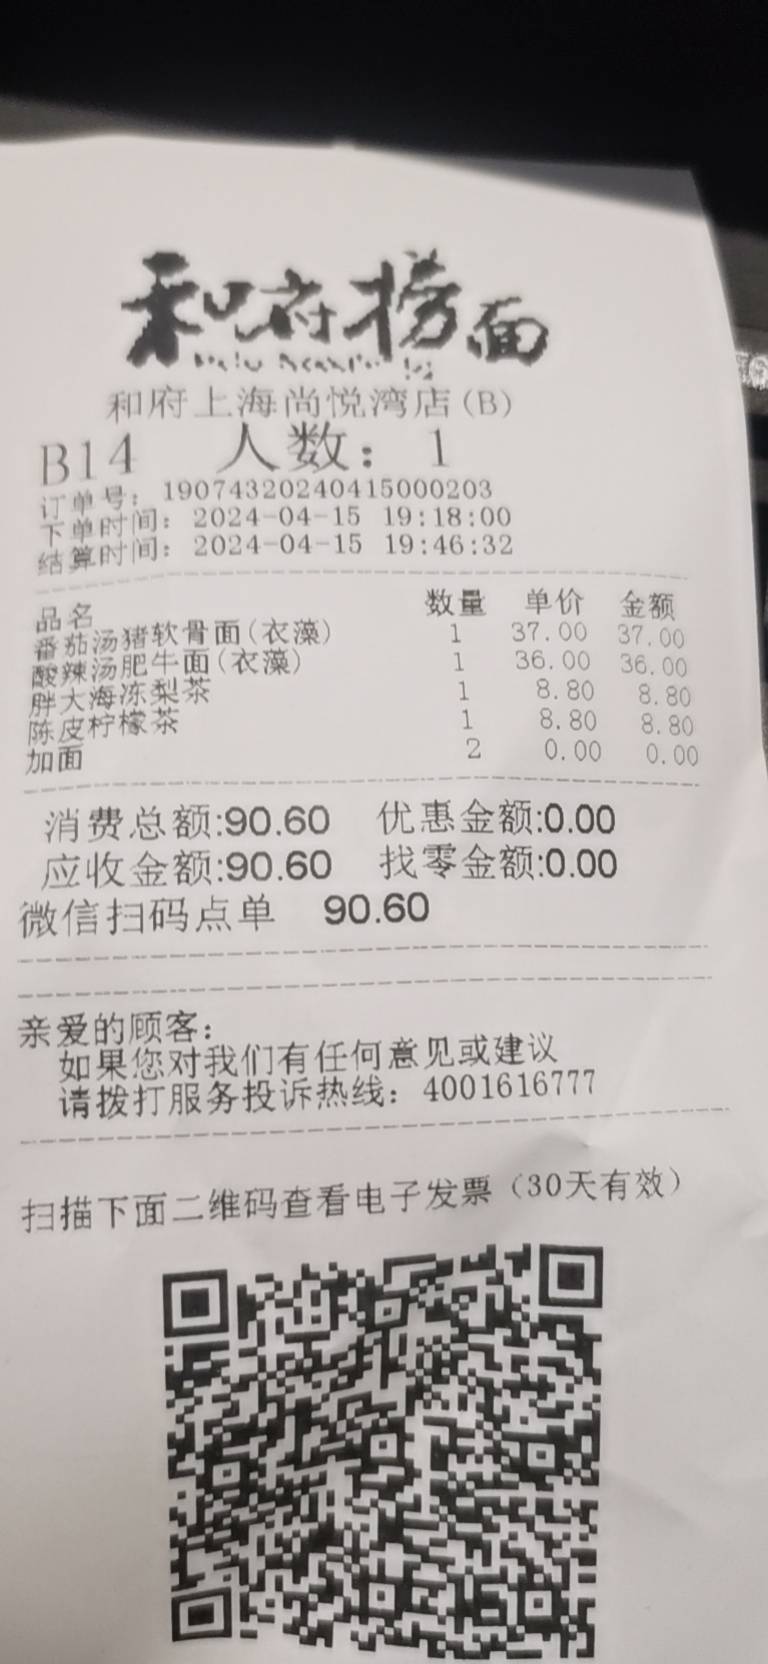 和府捞面
和府上海尚悦湾店(B)
B14 人数: 1
订单号: 19074320240415000203
下单时间: 2024-04-15 19:18:00
结算时间: 2024-04-15 19:46:32
品名 数量 单价 金额
番茄汤猪软骨面(衣藻) 1 37.00 37.00
酸辣汤肥牛面(衣藻) 1 36.00 36.00
胖大海冻梨茶 1 8.80 8.80
陈皮柠檬茶 1 8.80 8.80
加面 2 0.00 0.00
消费总额:90.60 优惠金额:0.00
应收金额:90.60 找零金额:0.00
微信扫码点单 90.60
亲爱的顾客:
如果您对我们有任何意见或建议
请拨打服务投诉热线: 4001616777
扫描下面二维码查看电子发票(30天有效)